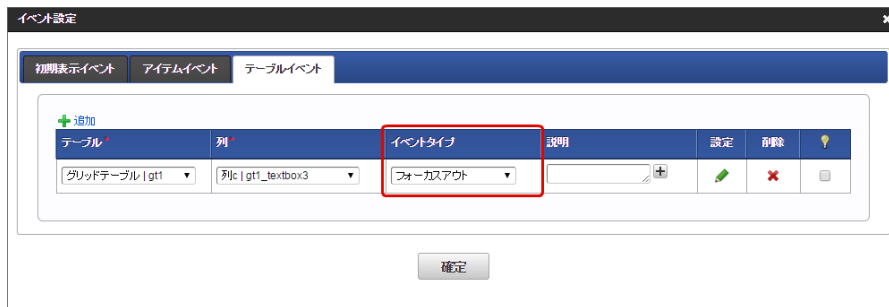 イベント設定
初期表示イベント アイテムイベント テーブルイベント
追加
テーブル* 列* イベントタイプ 説明 設定 削除
グリッドテーブル | gt1 列c | gt1_textbox3 フォーカスアウト
確定